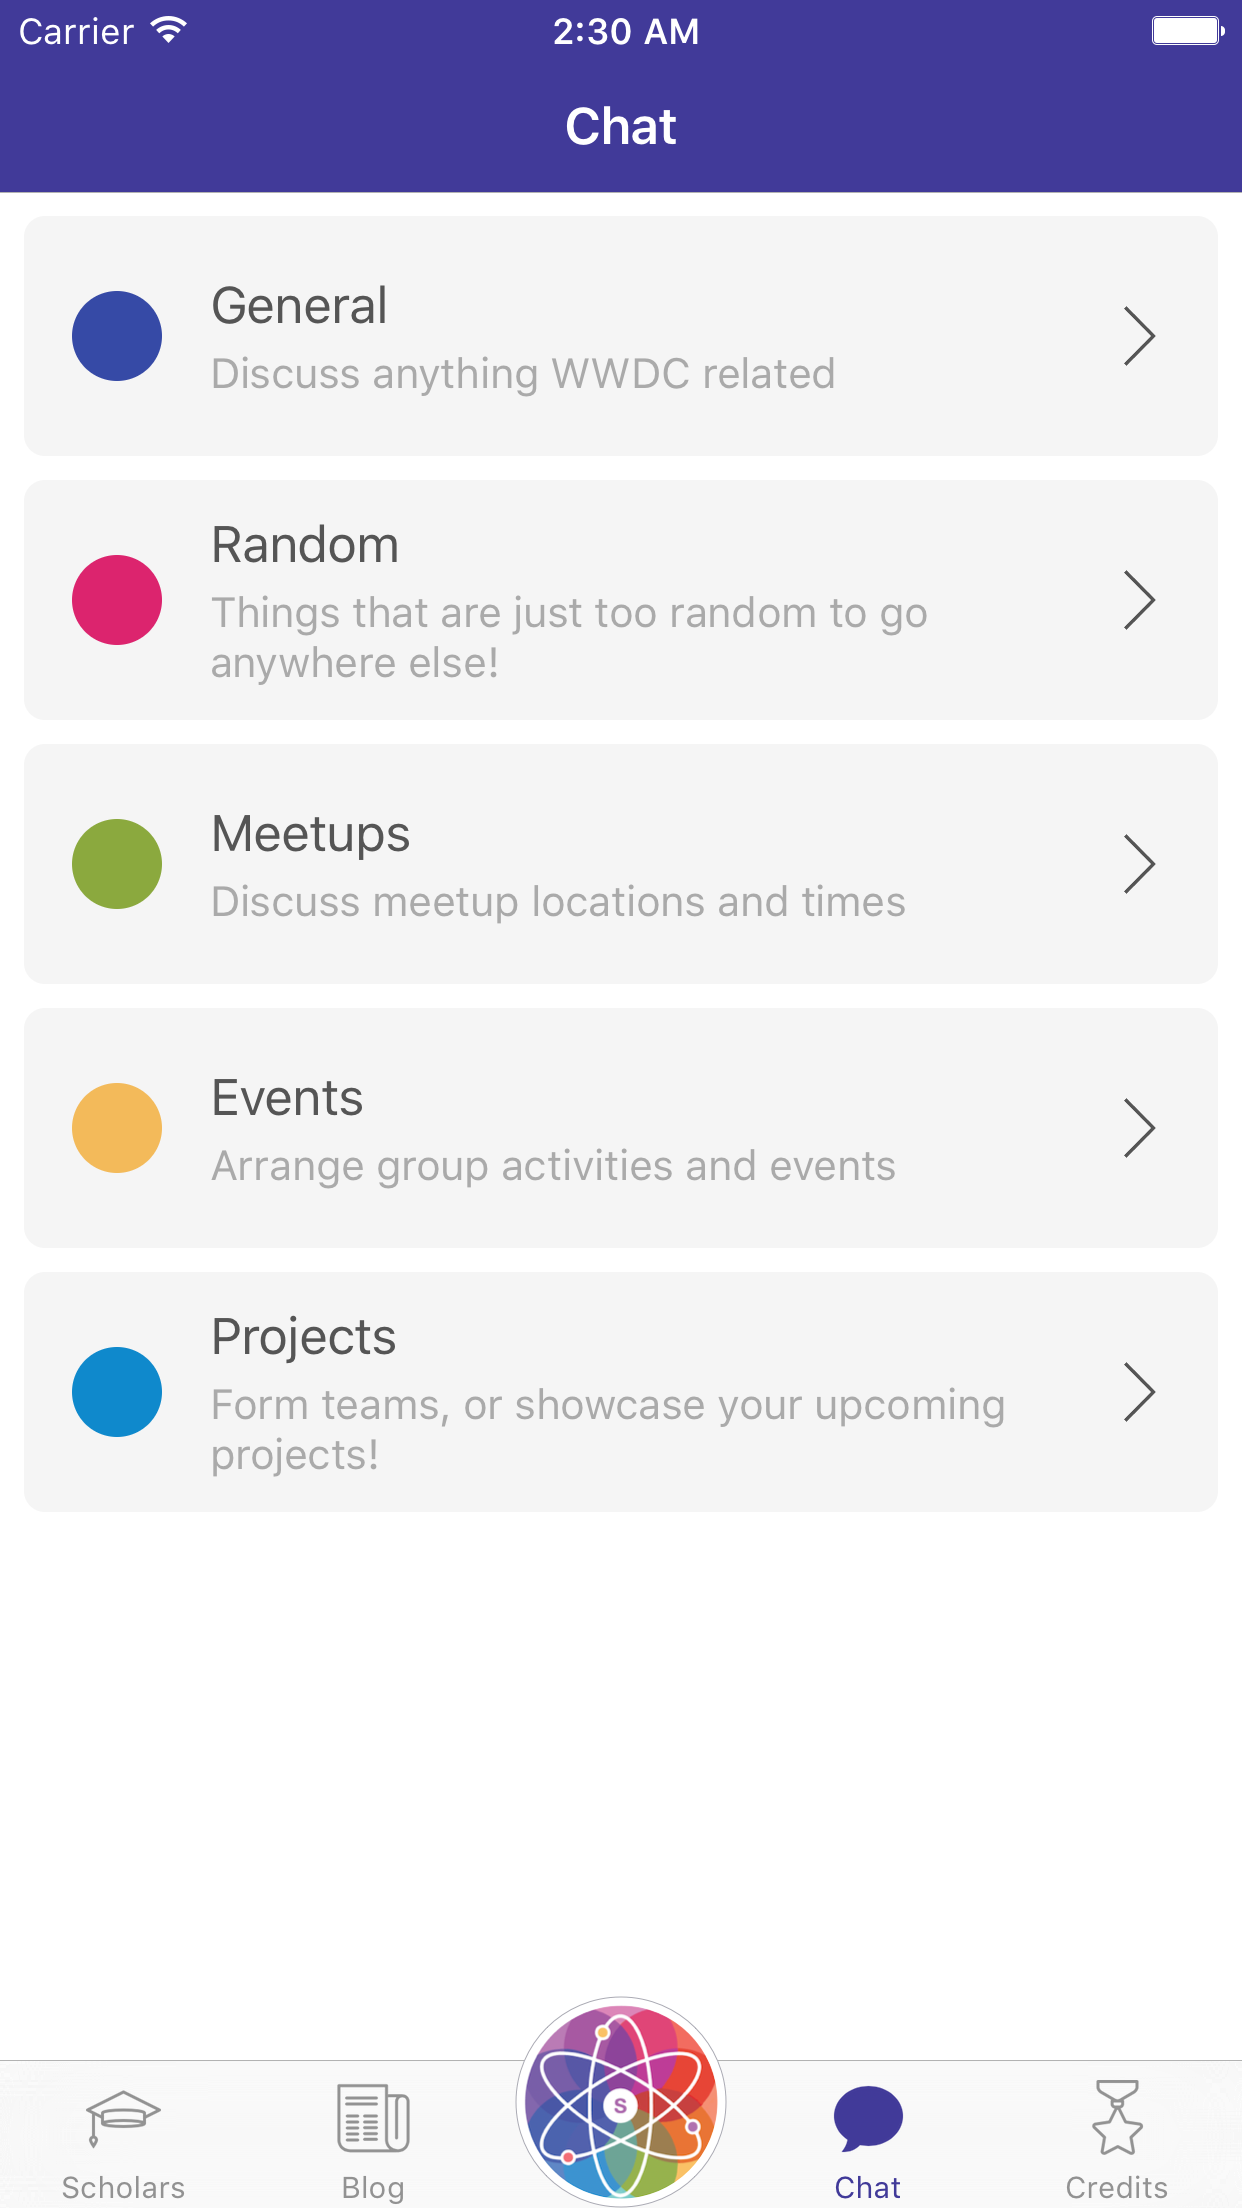 Carrier 2:30 AM
Chat
General
Discuss anything WWDC related
Random
Things that are just too random to go
anywhere else!
Meetups
Discuss meetup locations and times
Events
Arrange group activities and events
Projects
Form teams, or showcase your upcoming
projects!
S
Scholars Blog Chat Credits